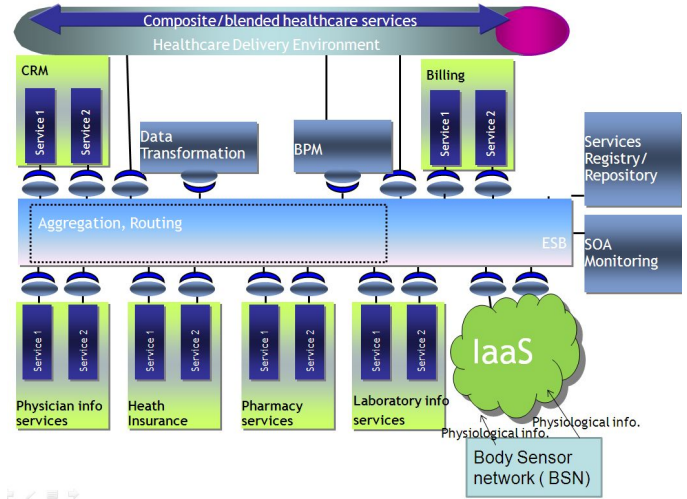 Composite/blended healthcare services
Healthcare Delivery Environment
CRM
Service 1
Service 2
Data
Transformation
BPM
Billing
Service 1
Service 2
Services
Registry/
Repository
Aggregation, Routing
ESB
SOA
Monitoring
Service 1
Service 2
Physician info
services
Service 1
Service 2
Heath
Insurance
Service 1
Service 2
Pharmacy
services
Service 1
Service 2
Laboratory info
services
IaaS
Physiological info.
Physiological info.
Body Sensor
network ( BSN)